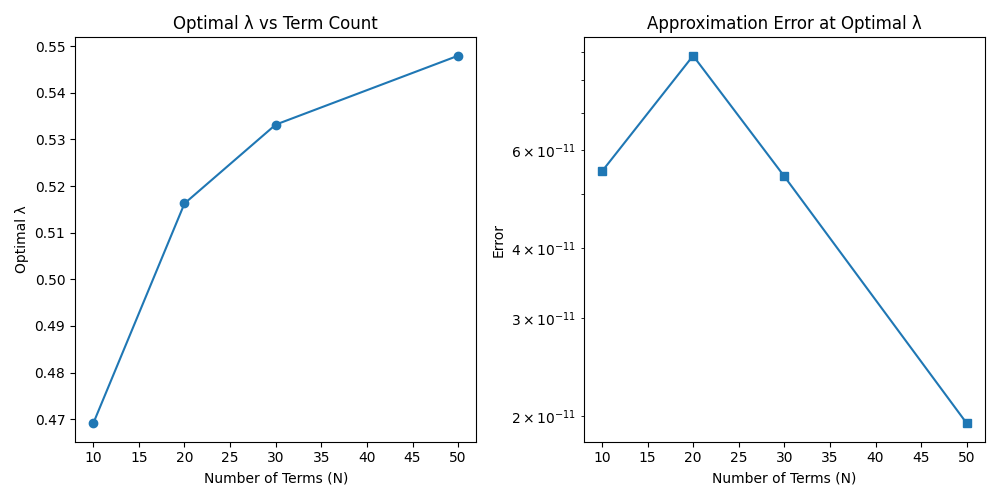 Optimal λ vs Term Count
Optimal λ
0.55
0.54
0.53
0.52
0.51
0.50
0.49
0.48
0.47
10 15 20 25 30 35 40 45 50
Number of Terms (N)
Approximation Error at Optimal λ
Error
6 × 10⁻¹¹
4 × 10⁻¹¹
3 × 10⁻¹¹
2 × 10⁻¹¹
10 15 20 25 30 35 40 45 50
Number of Terms (N)